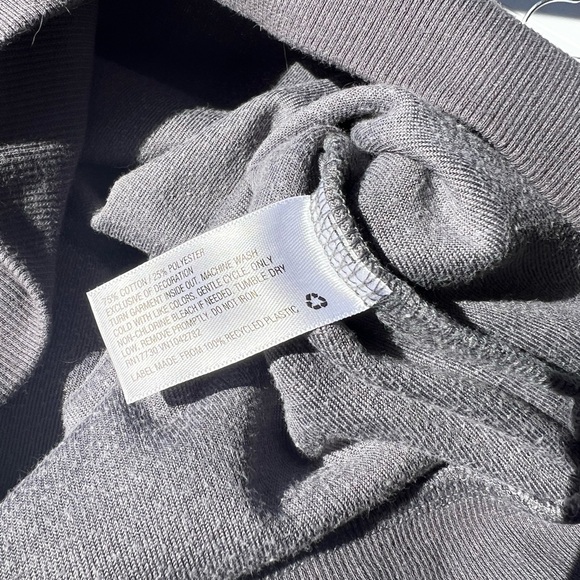 75% COTTON / 25% POLYESTER
EXCLUSIVE OF DECORATION
TURN GARMENT INSIDE OUT, MACHINE WASH
COLD WITH LIKE COLORS, GENTLE CYCLE. ONLY
NON-CHLORINE BLEACH IF NEEDED. TUMBLE DRY
LOW, REMOVE PROMPTLY. DO NOT IRON.
RN17730 VN1042762
LABEL MADE FROM 100% RECYCLED PLASTIC